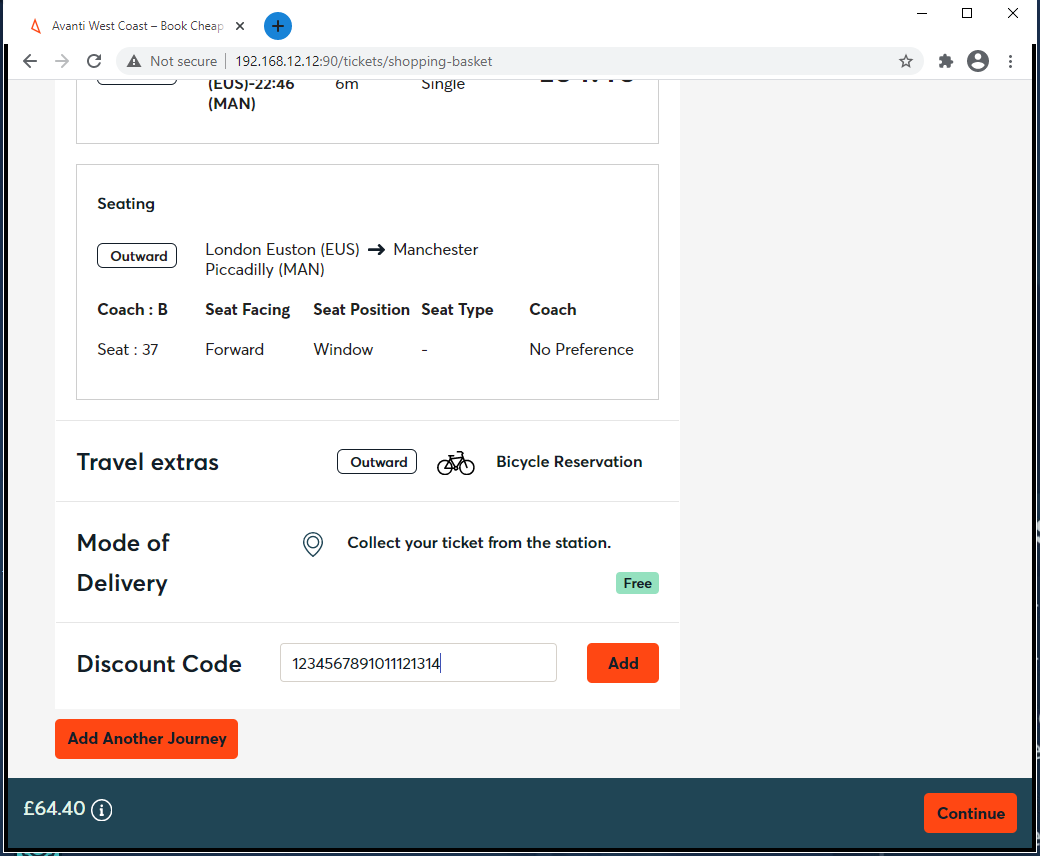 Avanti West Coast – Book Cheap
Not secure 192.168.12.12:90/tickets/shopping-basket
(EUS)-22:46 6m Single
(MAN)
Seating
Outward London Euston (EUS) → Manchester
Piccadilly (MAN)
Coach : B Seat Facing Seat Position Seat Type Coach
Seat : 37 Forward Window - No Preference
Travel extras Outward Bicycle Reservation
Mode of Collect your ticket from the station.
Delivery Free
Discount Code 1234567891011121314 Add
Add Another Journey
£64.40 Continue